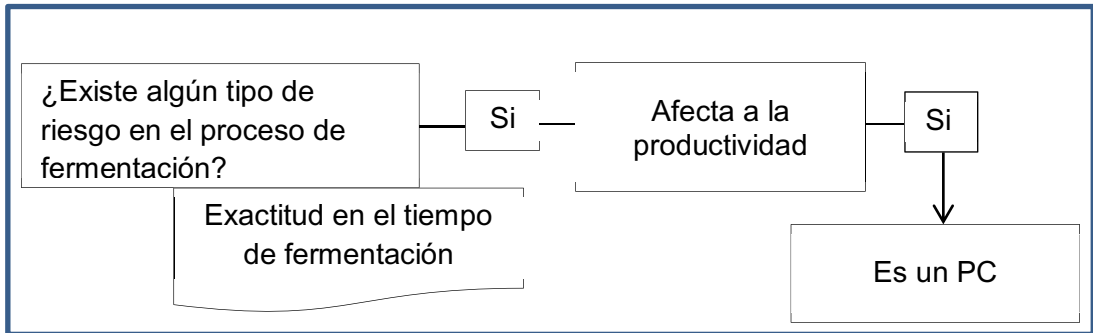 ¿Existe algún tipo de
riesgo en el proceso de
fermentación?
Si
Afecta a la
productividad
Si
Exactitud en el tiempo
de fermentación
Es un PC